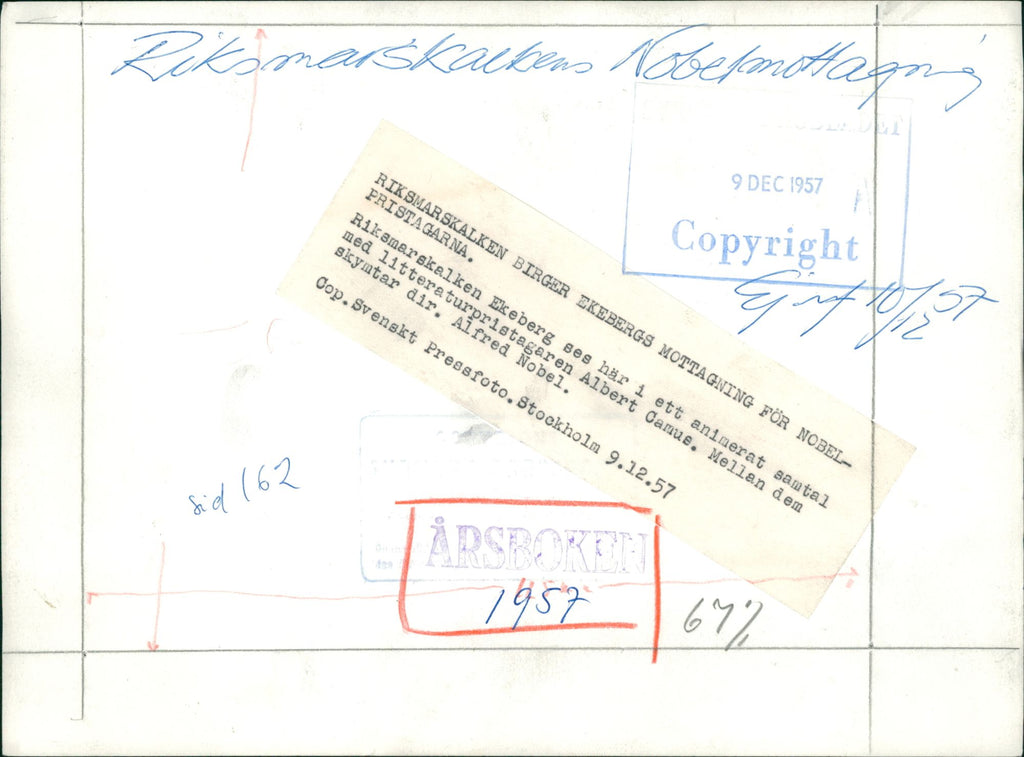 Riksmarskalkens Nobelmottagning
9 DEC 1957
Copyright
10/12 57
RIKSMARSKALKEN BIRGER EKEBERGS MOTTAGNING FÖR NOBEL-
PRISTAGARNA.
Riksmarskalken Ekeberg ses här i ett animerat samtal
med litteraturpristagaren Albert Camus. Mellan dem
skymtar dir. Alfred Nobel.
Cop.Svenskt Pressfoto.Stockholm 9.12.57
sid 162
ÅRSBOKEN
1957
67%